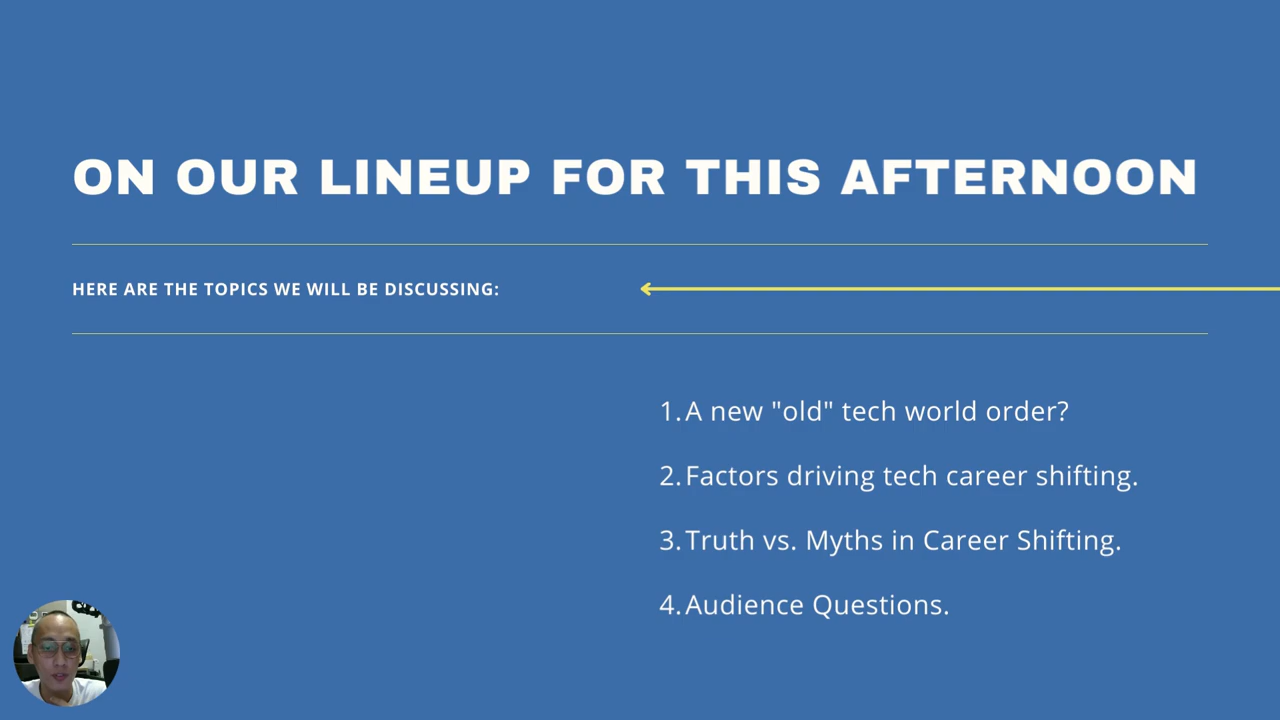 ON OUR LINEUP FOR THIS AFTERNOON
HERE ARE THE TOPICS WE WILL BE DISCUSSING:
1. A new "old" tech world order?
2. Factors driving tech career shifting.
3. Truth vs. Myths in Career Shifting.
4. Audience Questions.